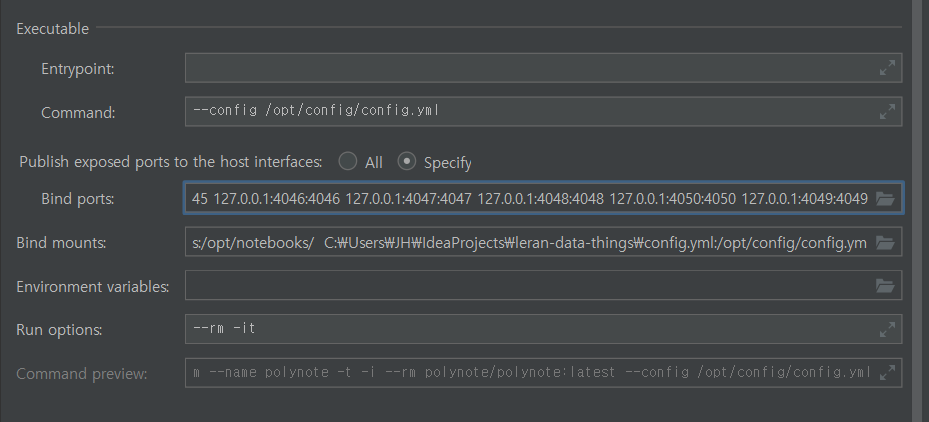 Executable
Entrypoint:
Command: --config /opt/config/config.yml
Publish exposed ports to the host interfaces: All Specify
Bind ports: 45 127.0.0.1:4046:4046 127.0.0.1:4047:4047 127.0.0.1:4048:4048 127.0.0.1:4050:4050 127.0.0.1:4049:4049
Bind mounts: s:/opt/notebooks/ C:₩Users₩JH₩IdeaProjects₩leran-data-things₩config.yml:/opt/config/config.ym
Environment variables:
Run options: --rm -it
Command preview: m --name polynote -t -i --rm polynote/polynote:latest --config /opt/config/config.yml